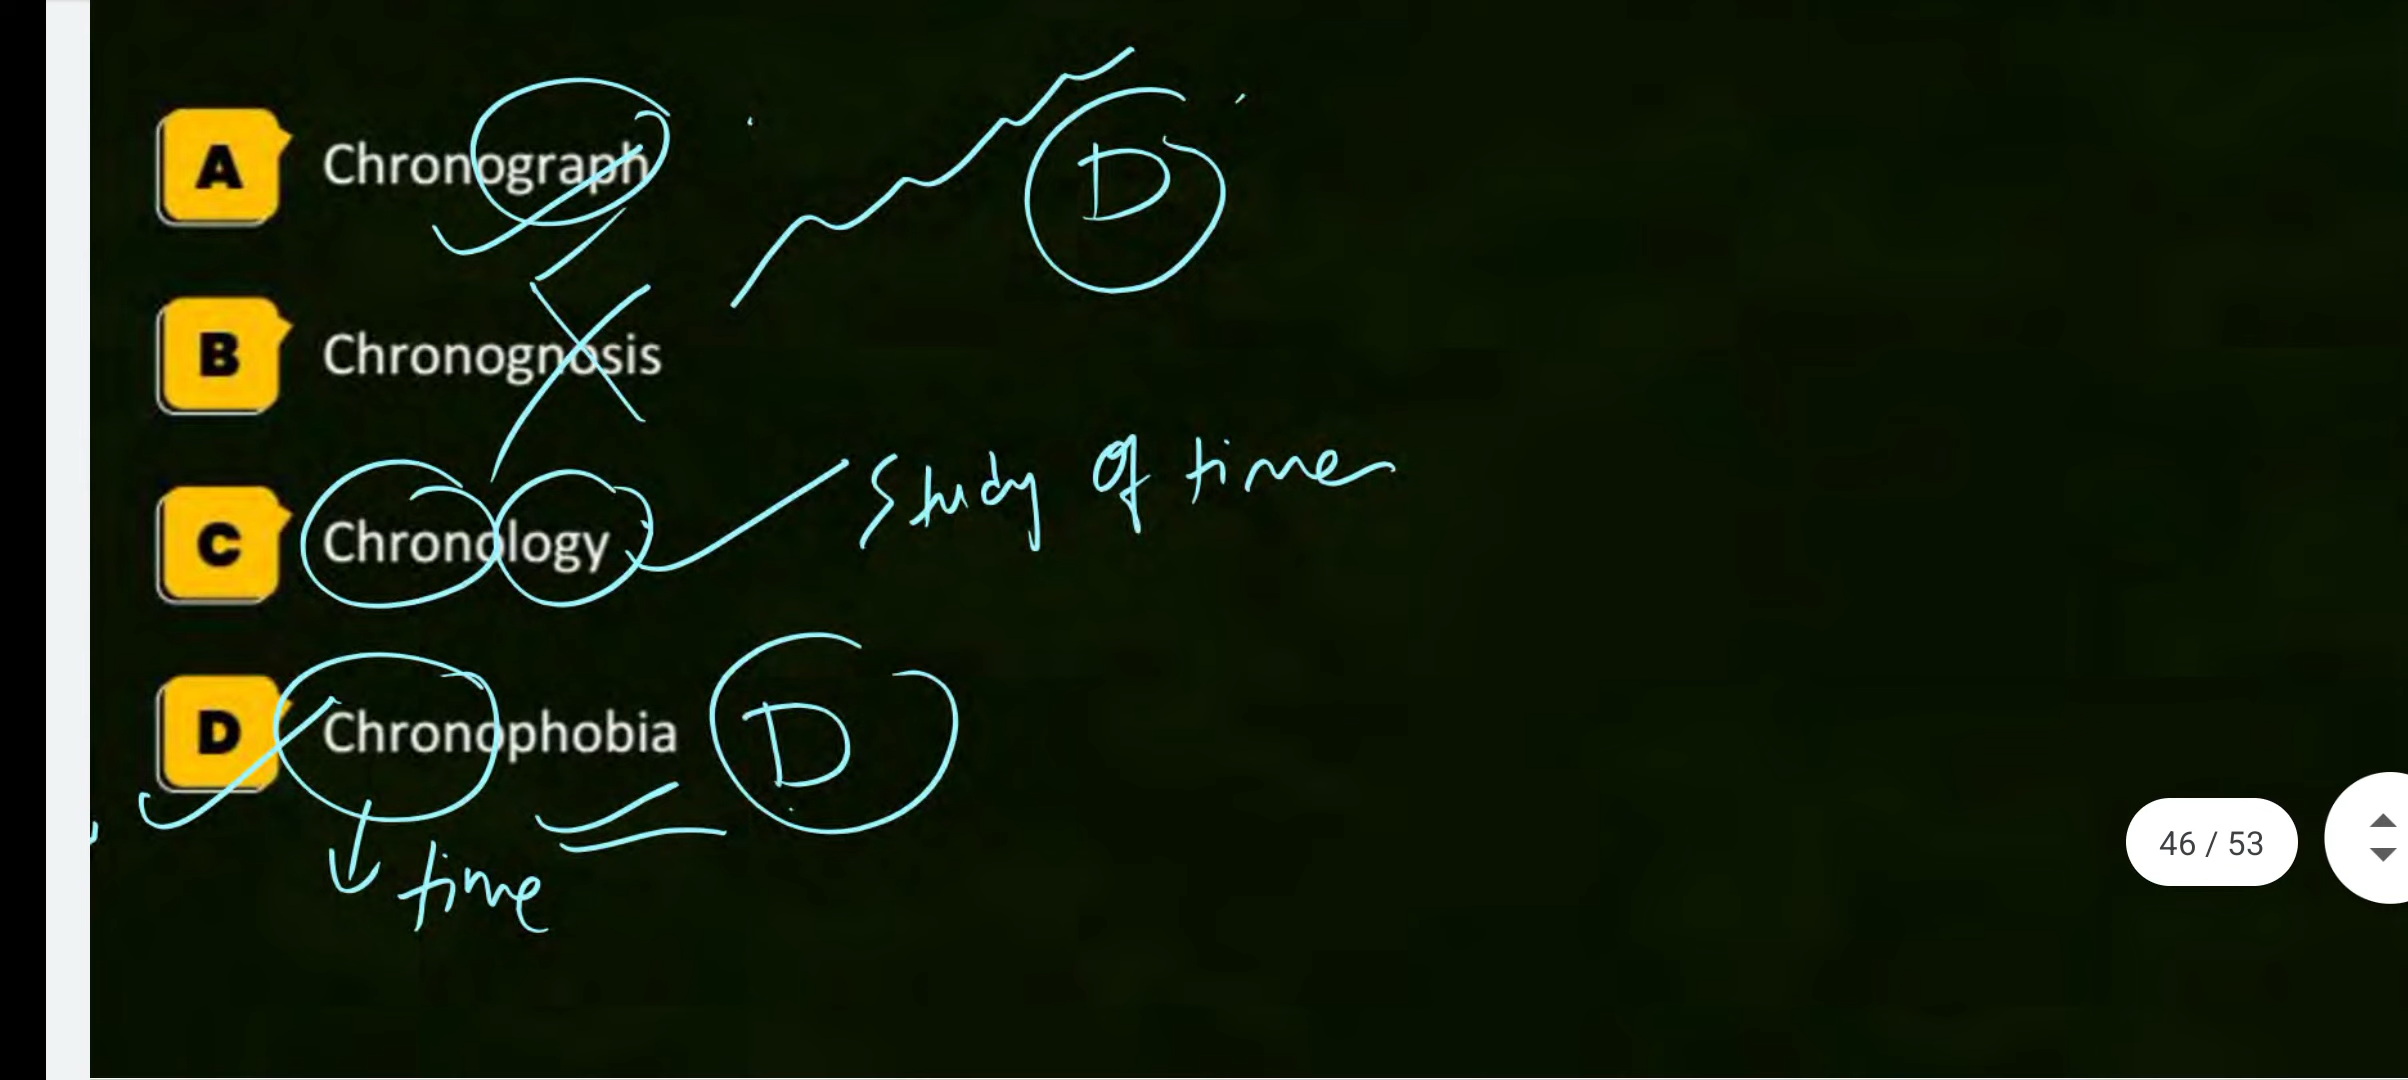 A Chronograph D
B Chronognosis
C Chronology Study of time
D Chronophobia D
time
46 / 53